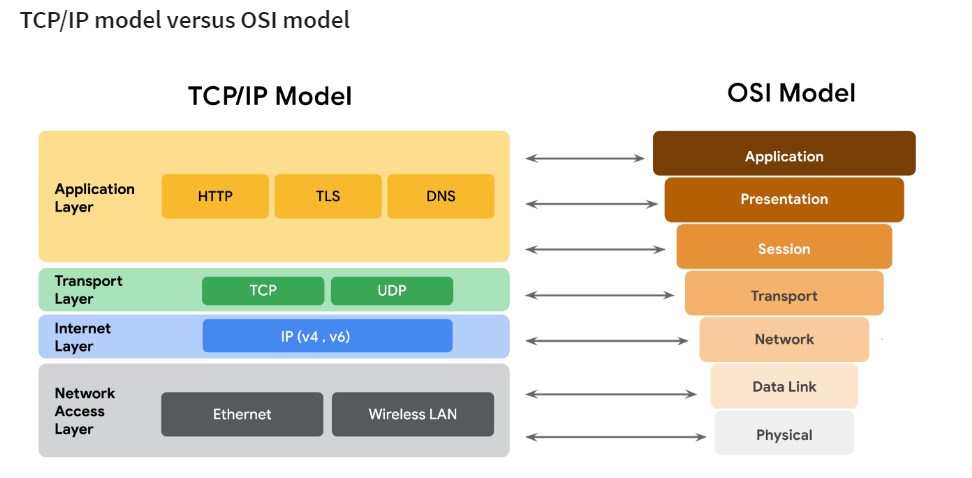 TCP/IP model versus OSI model
TCP/IP Model
OSI Model
Application
Layer
HTTP
TLS
DNS
Transport
Layer
TCP
UDP
Internet
Layer
IP (v4 , v6)
Network
Access
Layer
Ethernet
Wireless LAN
Application
Presentation
Session
Transport
Network
Data Link
Physical